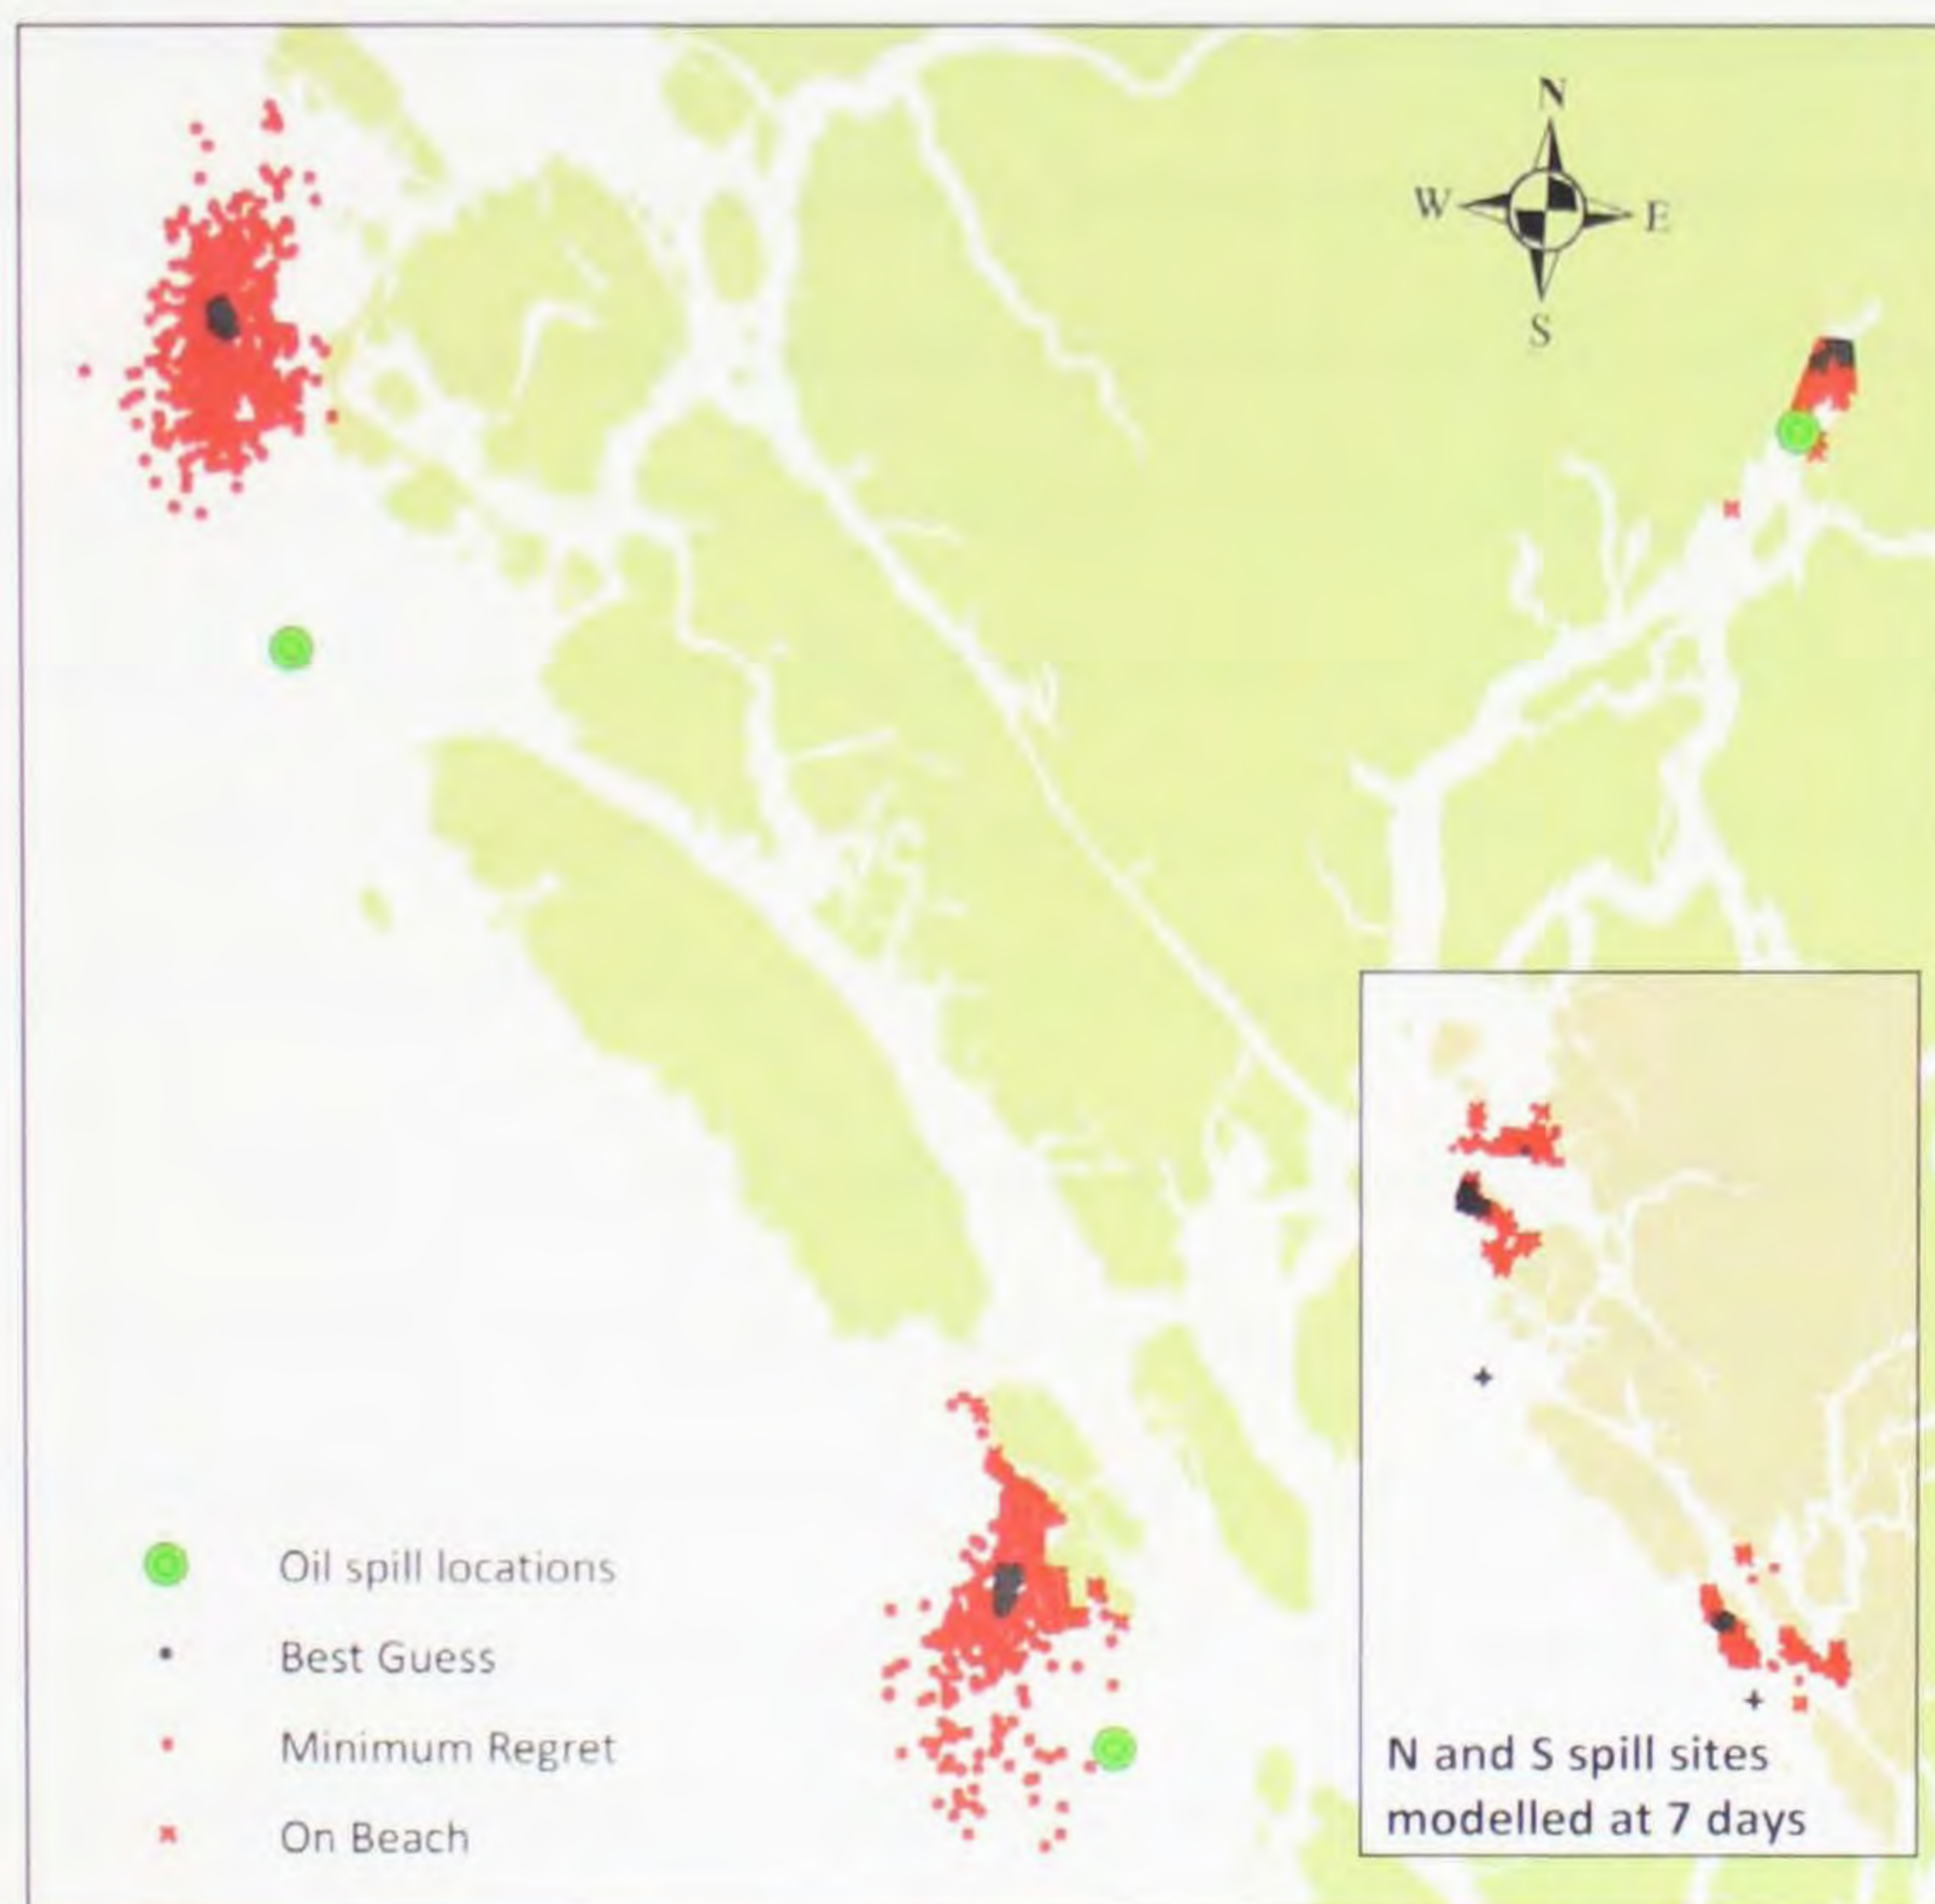 N
W E
S
Oil spill locations
Best Guess
Minimum Regret
On Beach
N and S spill sites
modelled at 7 days